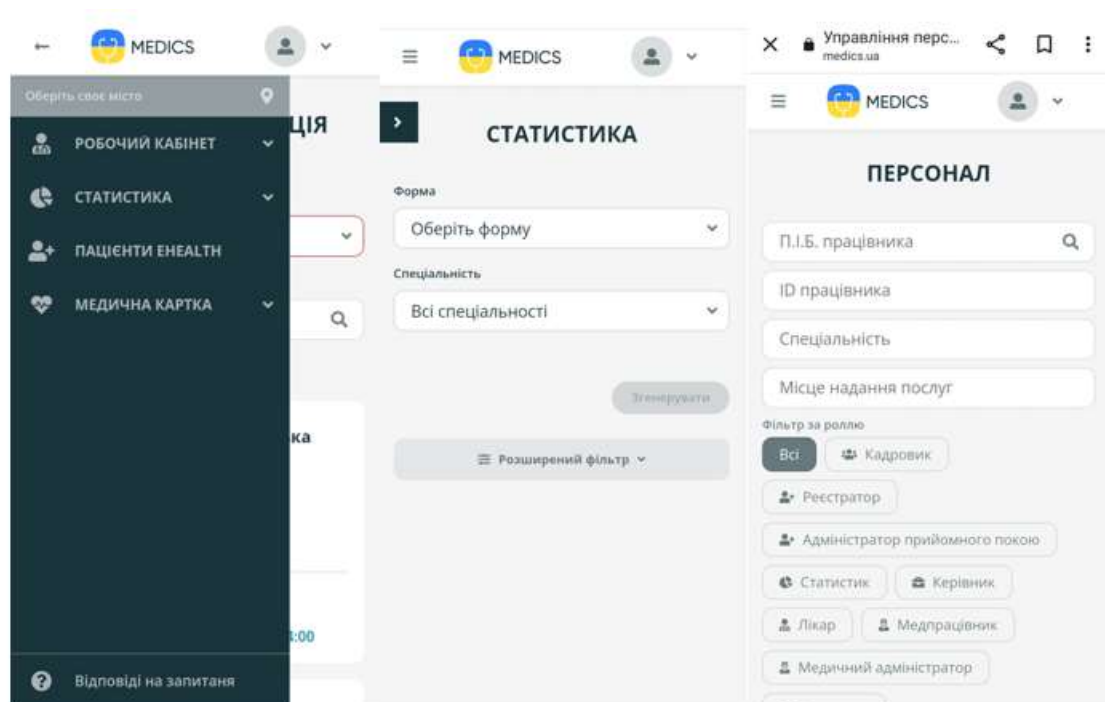 MEDICS
Оберіть своє місто
РОБОЧИЙ КАБІНЕТ
СТАТИСТИКА
ПАЦІЄНТИ EHEALTH
МЕДИЧНА КАРТКА
Відповіді на запитаня
ЦІЯ
ка
:00
MEDICS
СТАТИСТИКА
Форма
Оберіть форму
Спеціальність
Всі спеціальності
Згенерувати
Розширений фільтр
Управління перс...
medics.ua
MEDICS
ПЕРСОНАЛ
П.І.Б. працівника
ID працівника
Спеціальність
Місце надання послуг
Фільтр за роллю
Всі
Кадровик
Реєстратор
Адміністратор прийомного покою
Статистик
Керівник
Лікар
Медпрацівник
Медичний адміністратор